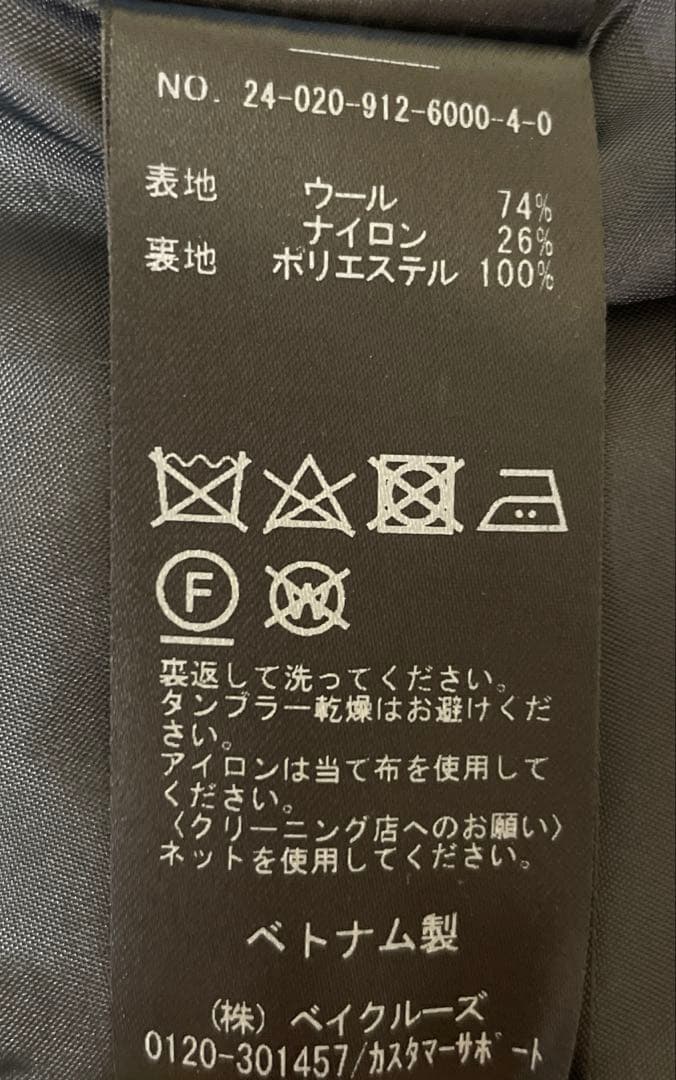 NO. 24-020-912-6000-4-0
表地 ウール 74%
ナイロン 26%
裏地 ポリエステル 100%
F W
裏返して洗ってください。
タンブラー乾燥はお避けくだ
さい。
アイロンは当て布を使用して
ください。
〈クリーニング店へのお願い〉
ネットを使用してください。
ベトナム製
(株) ベイクルーズ
0120-301457/カスタマーサポート